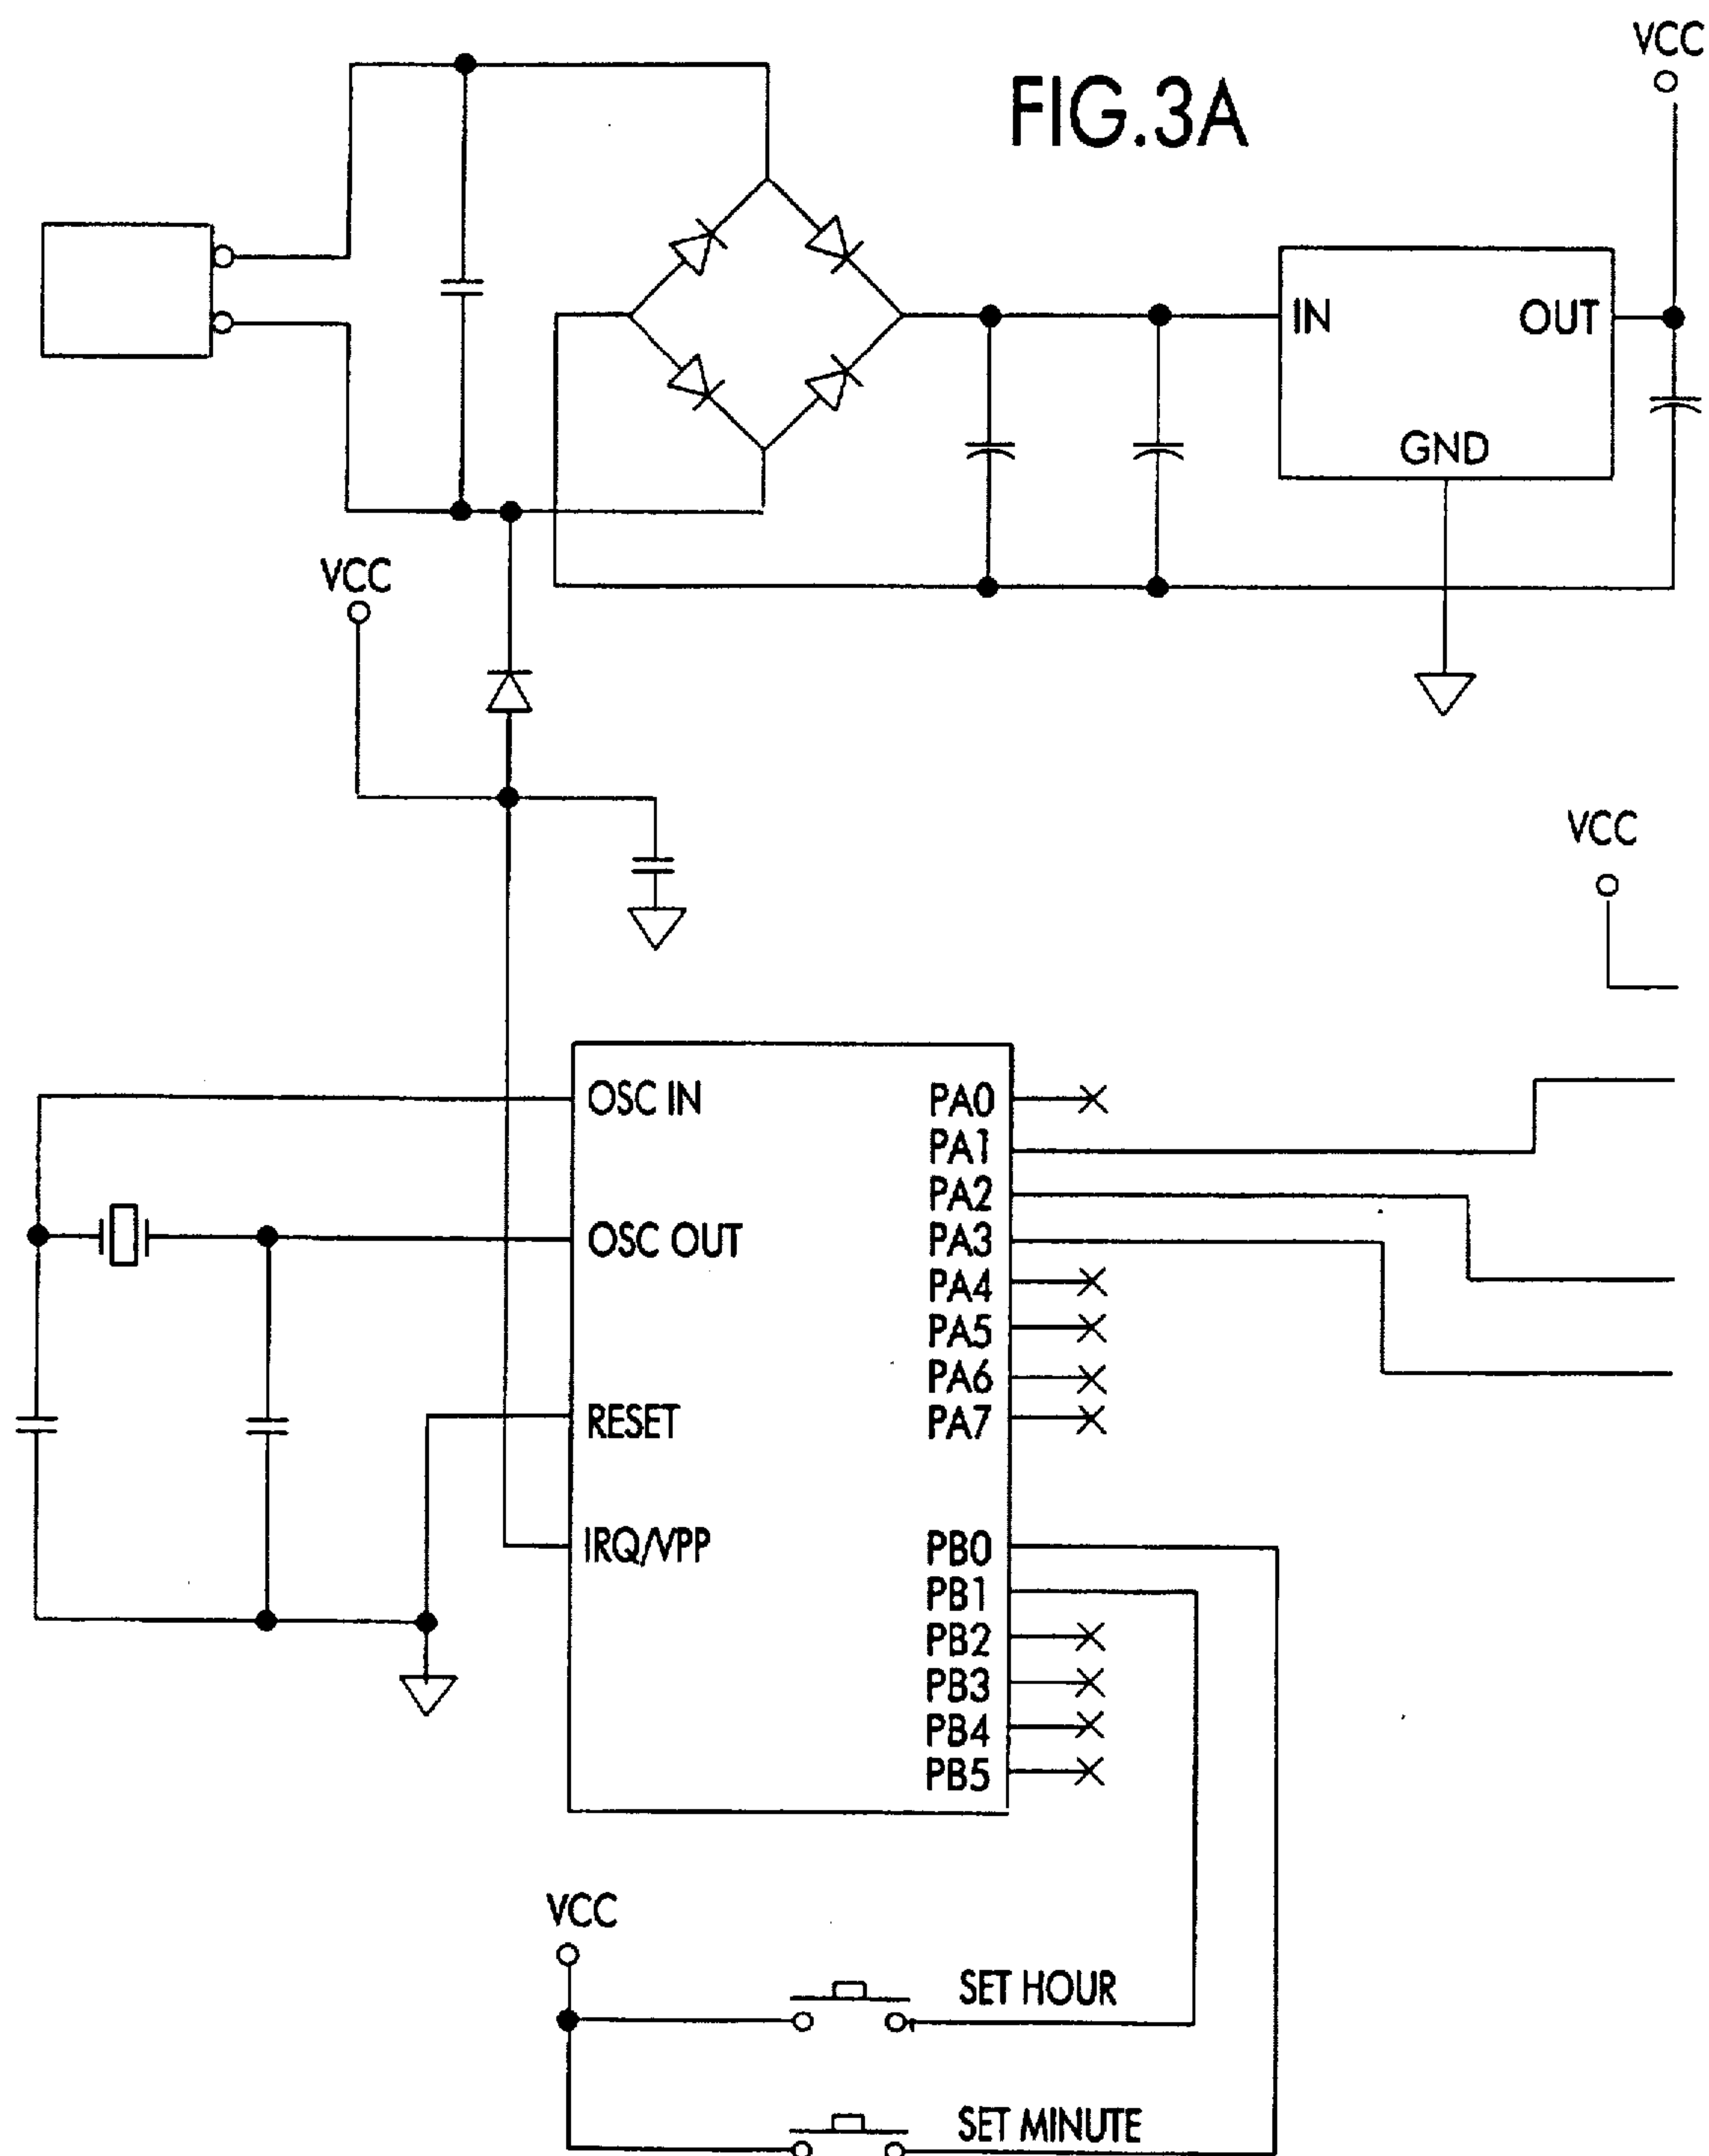 VCC
FIG.3A
IN
OUT
GND
VCC
VCC
OSC IN
OSC OUT
RESET
IRQ/VPP
PA0
PA1
PA2
PA3
PA4
PA5
PA6
PA7
PB0
PB1
PB2
PB3
PB4
PB5
VCC
SET HOUR
SET MINUTE